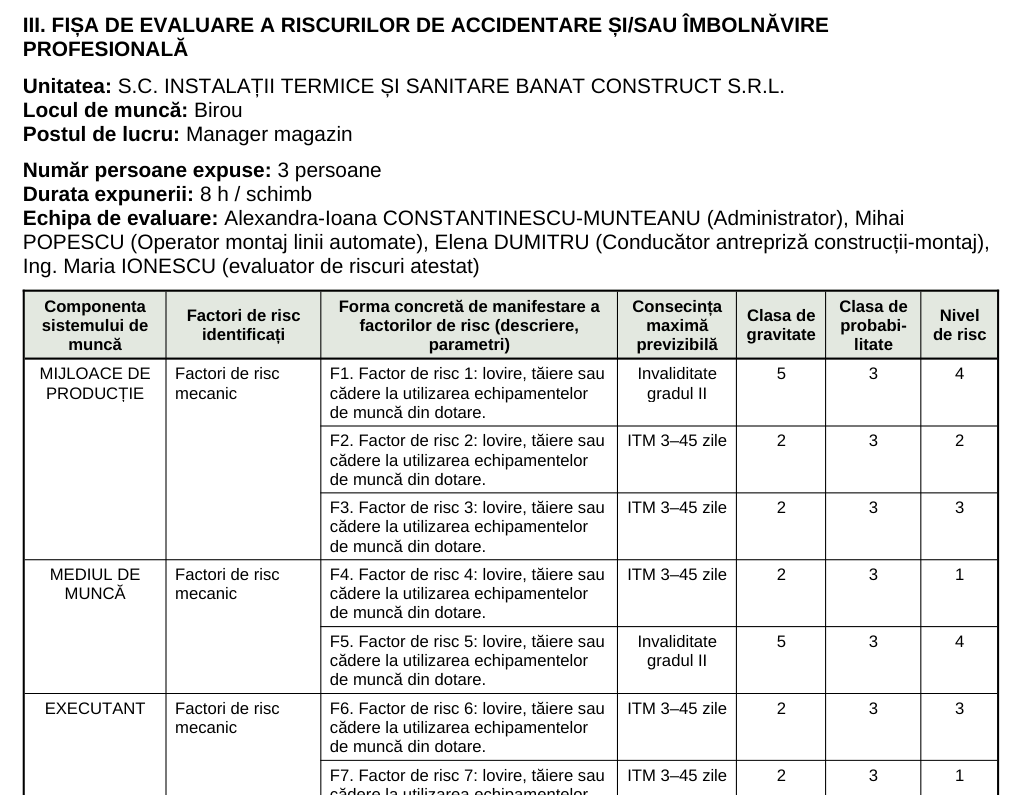 III. FIȘA DE EVALUARE A RISCURILOR DE ACCIDENTARE ȘI/SAU ÎMBOLNĂVIRE
PROFESIONALĂ
Unitatea: S.C. INSTALAȚII TERMICE ȘI SANITARE BANAT CONSTRUCT S.R.L.
Locul de muncă: Birou
Postul de lucru: Manager magazin
Număr persoane expuse: 3 persoane
Durata expunerii: 8 h / schimb
Echipa de evaluare: Alexandra-Ioana CONSTANTINESCU-MUNTEANU (Administrator), Mihai
POPESCU (Operator montaj linii automate), Elena DUMITRU (Conducător antrepriză construcții-montaj),
Ing. Maria IONESCU (evaluator de riscuri atestat)
Componenta
sistemului de
muncă
Factori de risc
identificați
Forma concretă de manifestare a
factorilor de risc (descriere,
parametri)
Consecința
maximă
previzibilă
Clasa de
gravitate
Clasa de
probabi-
litate
Nivel
de risc
MIJLOACE DE
PRODUCȚIE
Factori de risc
mecanic
F1. Factor de risc 1: lovire, tăiere sau
cădere la utilizarea echipamentelor
de muncă din dotare.
Invaliditate
gradul II
5
3
4
F2. Factor de risc 2: lovire, tăiere sau
cădere la utilizarea echipamentelor
de muncă din dotare.
ITM 3–45 zile
2
3
2
F3. Factor de risc 3: lovire, tăiere sau
cădere la utilizarea echipamentelor
de muncă din dotare.
ITM 3–45 zile
2
3
3
MEDIUL DE
MUNCĂ
Factori de risc
mecanic
F4. Factor de risc 4: lovire, tăiere sau
cădere la utilizarea echipamentelor
de muncă din dotare.
ITM 3–45 zile
2
3
1
F5. Factor de risc 5: lovire, tăiere sau
cădere la utilizarea echipamentelor
de muncă din dotare.
Invaliditate
gradul II
5
3
4
EXECUTANT
Factori de risc
mecanic
F6. Factor de risc 6: lovire, tăiere sau
cădere la utilizarea echipamentelor
de muncă din dotare.
ITM 3–45 zile
2
3
3
F7. Factor de risc 7: lovire, tăiere sau
cădere la utilizarea echipamentelor
ITM 3–45 zile
2
3
1